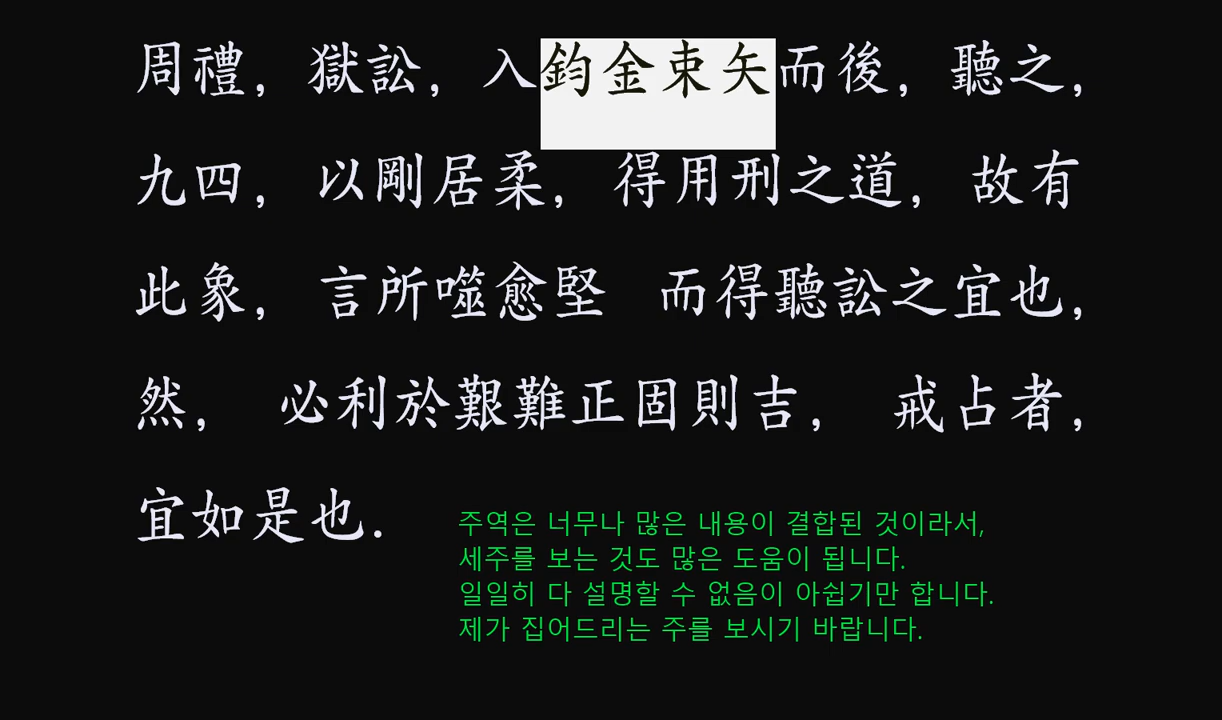 周禮, 獄訟, 入鈞金束矢而後, 聽之,
九四, 以剛居柔, 得用刑之道, 故有
此象, 言所噬愈堅 而得聽訟之宜也,
然, 必利於艱難正固則吉, 戒占者,
宜如是也.
주역은 너무나 많은 내용이 결합된 것이라서,
세주를 보는 것도 많은 도움이 됩니다.
일일히 다 설명할 수 없음이 아쉽기만 합니다.
제가 집어드리는 주를 보시기 바랍니다.